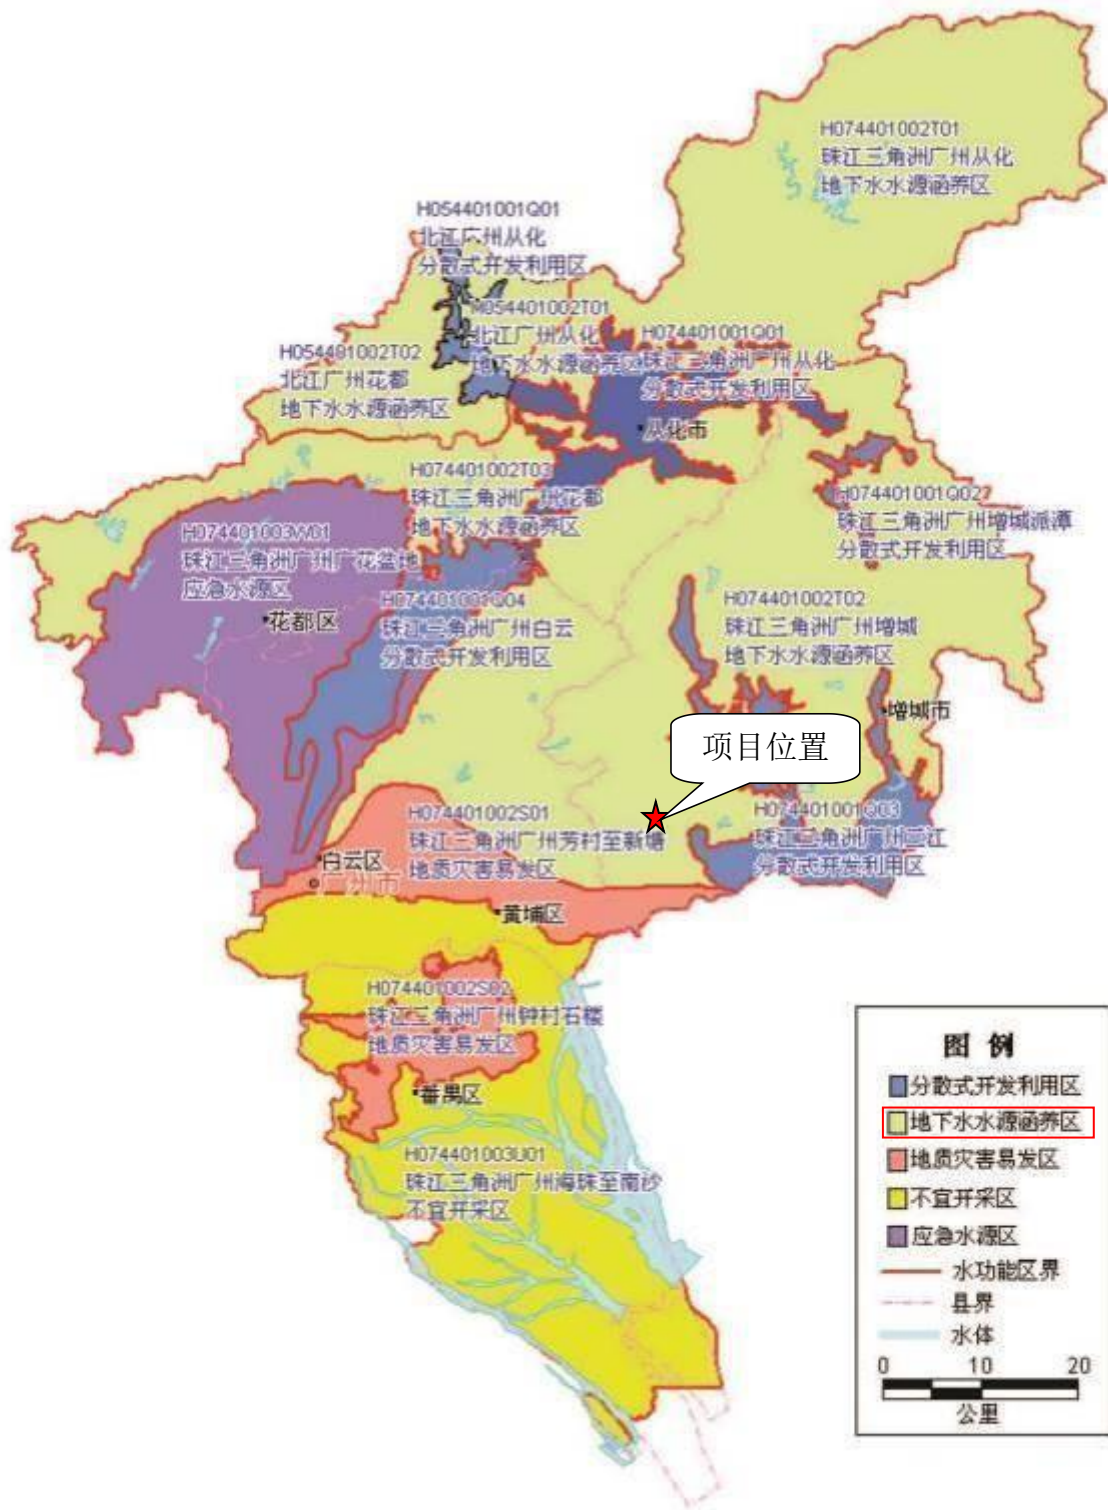 H074401002T01
珠江三角洲广州从化
地下水水源涵养区
H054401001Q01
北江广州从化
分散式开发利用区
M054401002T01
北江广州从化
地下水水源涵养区
H074401001Q01
珠江三角洲广州从化
分散式开发利用区
H054401002T02
北江广州花都
地下水水源涵养区
从化市
H074401002T03
珠江三角洲广州花都
地下水水源涵养区
H074401001Q02
珠江三角洲广州增城派潭
分散式开发利用区
H074401003W01
珠江三角洲广州广花盆地
应急水源区
花都区
H074401001Q04
珠江三角洲广州白云
分散式开发利用区
H074401002T02
珠江三角洲广州增城
地下水水源涵养区
增城市
项目位置
H074401002S01
珠江三角洲广州芳村至新塘
地质灾害易发区
H074401001Q03
珠江三角洲广州三江
分散式开发利用区
白云区
广州市
黄埔区
H074401002S02
珠江三角洲广州钟村石楼
地质灾害易发区
番禺区
H074401003U01
珠江三角洲广州海珠至南沙
不宜开采区
图 例
分散式开发利用区
地下水水源涵养区
地质灾害易发区
不宜开采区
应急水源区
水功能区界
县界
水体
0 10 20
公里